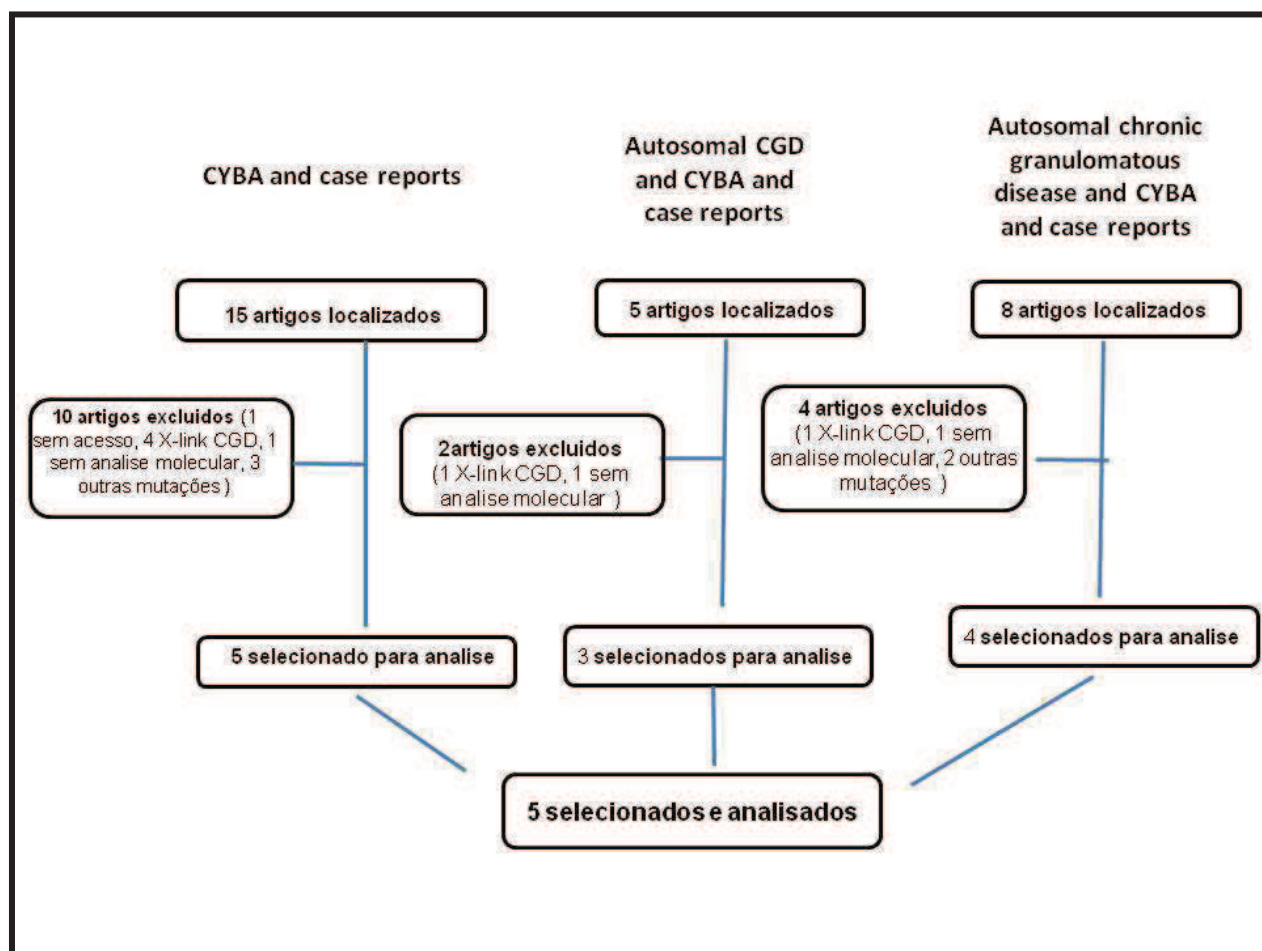 CYBA and case reports
Autosomal CGD
and CYBA and
case reports
Autosomal chronic
granulomatous
disease and CYBA
and case reports
15 artigos localizados
5 artigos localizados
8 artigos localizados
10 artigos excluidos (1
sem acesso, 4 X-link CGD, 1
sem analise molecular, 3
outras mutações )
2artigos excluidos
(1 X-link CGD, 1 sem
analise molecular )
4 artigos excluidos
(1 X-link CGD, 1 sem
analise molecular, 2 outras
mutações )
5 selecionado para analise
3 selecionados para analise
4 selecionados para analise
5 selecionados e analisados